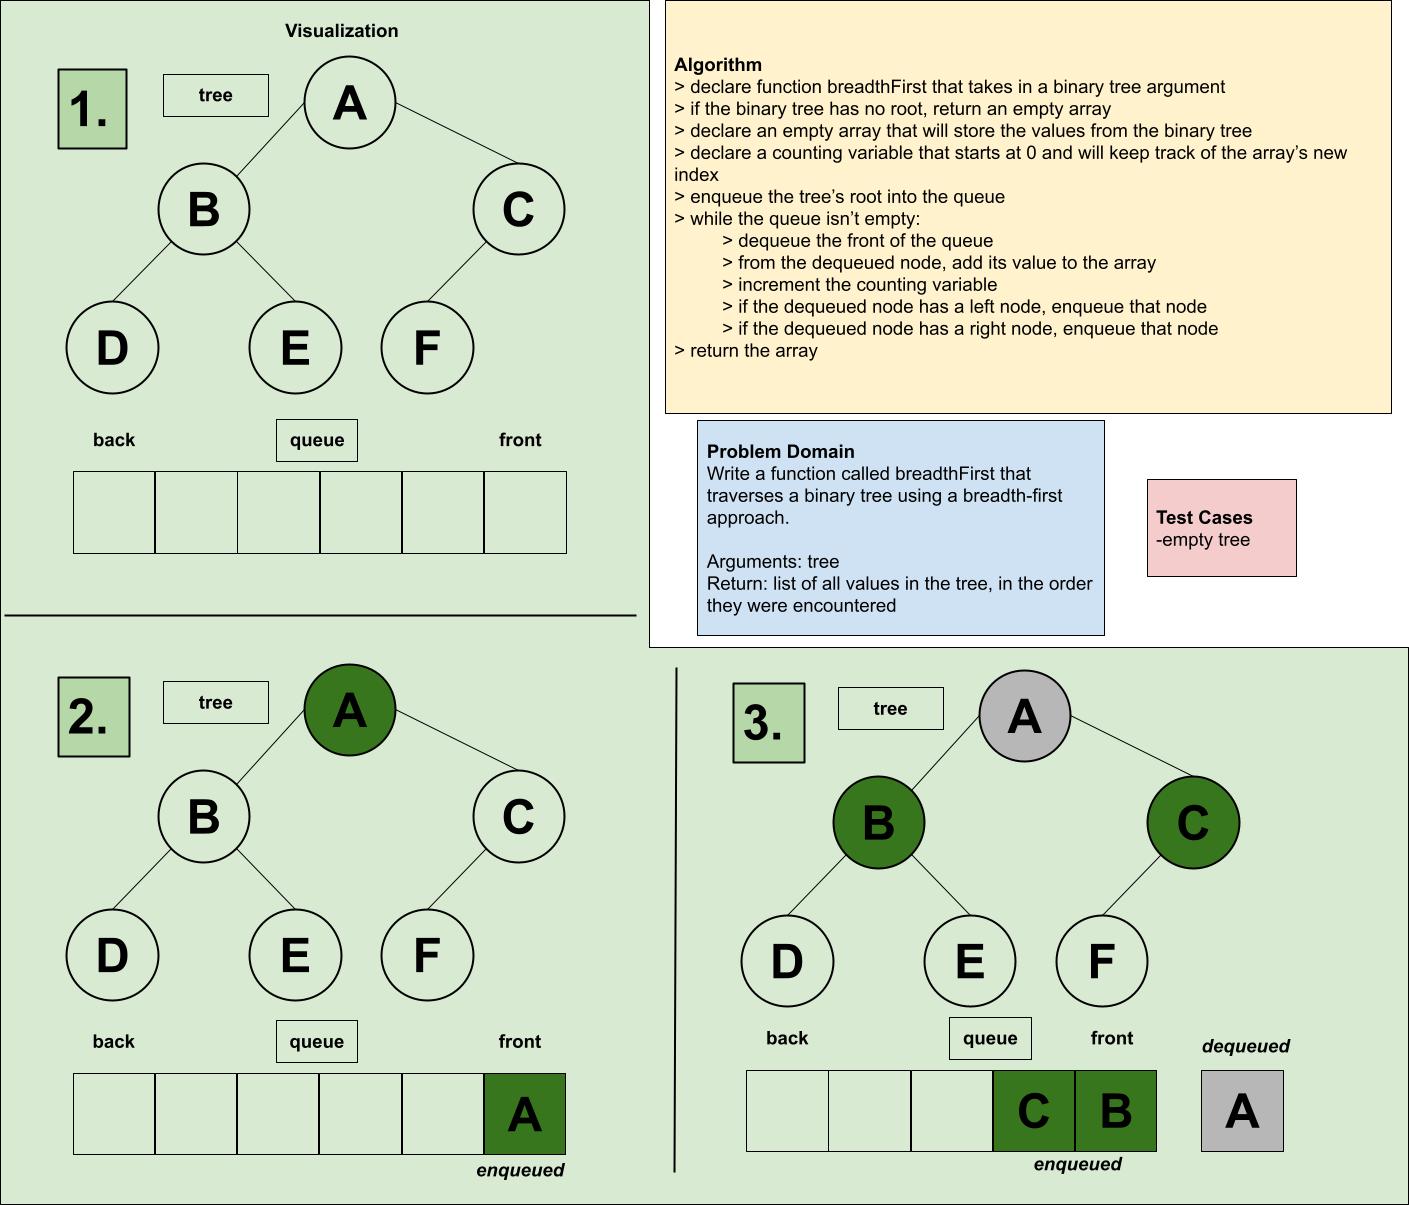 Visualization
1.
tree
A
B
C
D
E
F
back
queue
front
Algorithm
> declare function breadthFirst that takes in a binary tree argument
> if the binary tree has no root, return an empty array
> declare an empty array that will store the values from the binary tree
> declare a counting variable that starts at 0 and will keep track of the array’s new
index
> enqueue the tree’s root into the queue
> while the queue isn’t empty:
> dequeue the front of the queue
> from the dequeued node, add its value to the array
> increment the counting variable
> if the dequeued node has a left node, enqueue that node
> if the dequeued node has a right node, enqueue that node
> return the array
Problem Domain
Write a function called breadthFirst that
traverses a binary tree using a breadth-first
approach.
Arguments: tree
Return: list of all values in the tree, in the order
they were encountered
Test Cases
-empty tree
2.
tree
A
B
C
D
E
F
back
queue
front
A
enqueued
3.
tree
A
B
C
D
E
F
back
queue
front
dequeued
C
B
A
enqueued